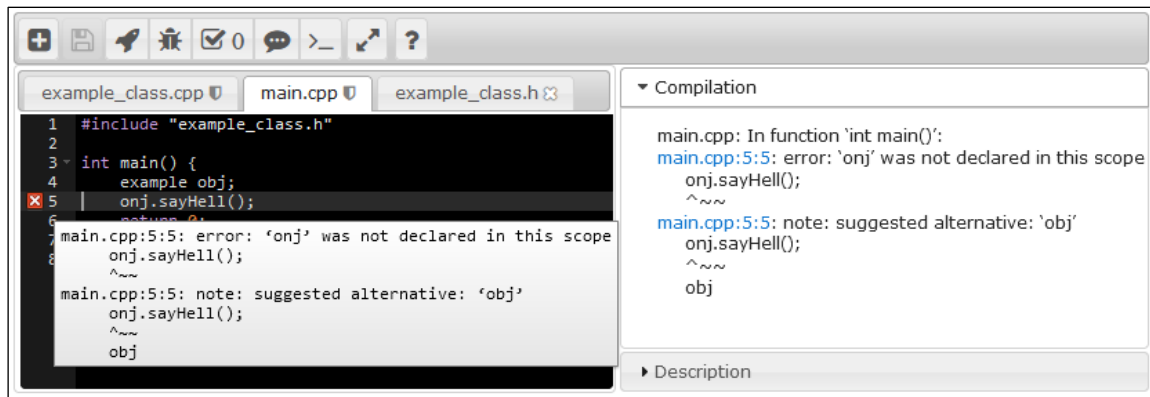 0 >_ ?
example_class.cpp main.cpp example_class.h
1 #include "example_class.h"
2
3 int main() {
4 example obj;
5 onj.sayHell();
6
main.cpp:5:5: error: ‘onj’ was not declared in this scope
onj.sayHell();
^~~
main.cpp:5:5: note: suggested alternative: ‘obj’
onj.sayHell();
^~~
obj
Compilation
main.cpp: In function ‘int main()’:
main.cpp:5:5: error: ‘onj’ was not declared in this scope
onj.sayHell();
^~~
main.cpp:5:5: note: suggested alternative: ‘obj’
onj.sayHell();
^~~
obj
Description